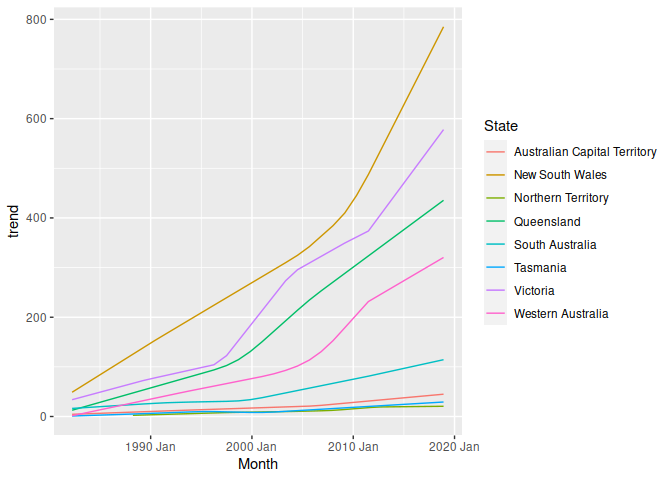 800
600
400
200
0
trend
1990 Jan
2000 Jan
2010 Jan
2020 Jan
Month
State
Australian Capital Territory
New South Wales
Northern Territory
Queensland
South Australia
Tasmania
Victoria
Western Australia